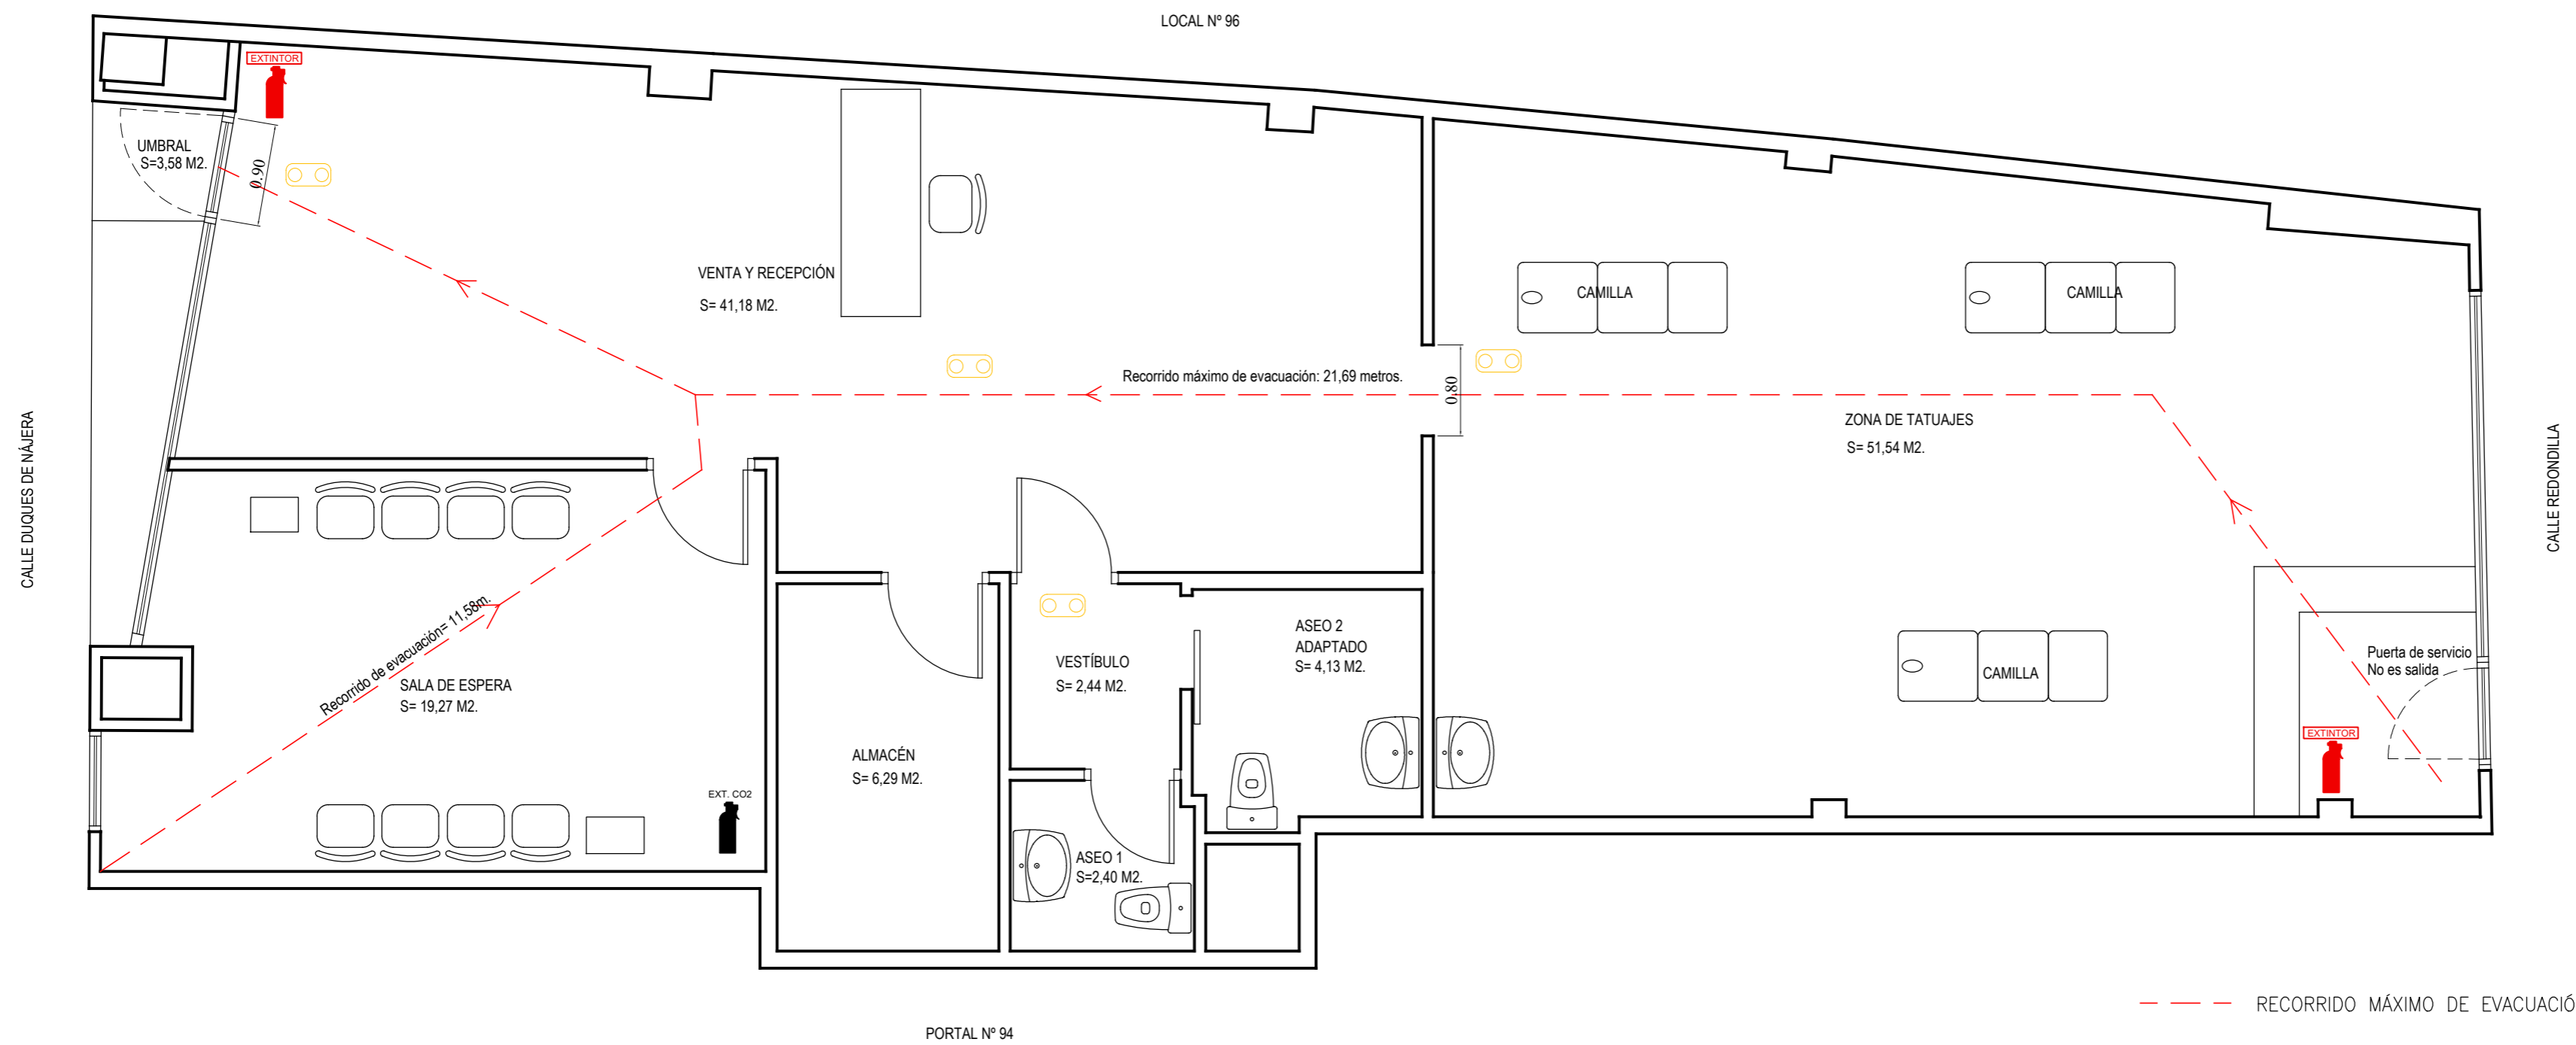 LOCAL Nº 96
EXTINTOR
UMBRAL
S=3,58 M2.
0.90
VENTA Y RECEPCIÓN
S= 41,18 M2.
CAMILLA
CAMILLA
Recorrido máximo de evacuación: 21,69 metros.
0.80
ZONA DE TATUAJES
S= 51,54 M2.
CALLE DUQUES DE NÁJERA
CALLE REDONDILLA
Recorrido de evacuación= 11,58m.
SALA DE ESPERA
S= 19,27 M2.
VESTÍBULO
S= 2,44 M2.
ASEO 2
ADAPTADO
S= 4,13 M2.
CAMILLA
Puerta de servicio
No es salida
EXTINTOR
ALMACÉN
S= 6,29 M2.
EXT. CO2
ASEO 1
S=2,40 M2.
RECORRIDO MÁXIMO DE EVACUACIÓ
PORTAL Nº 94